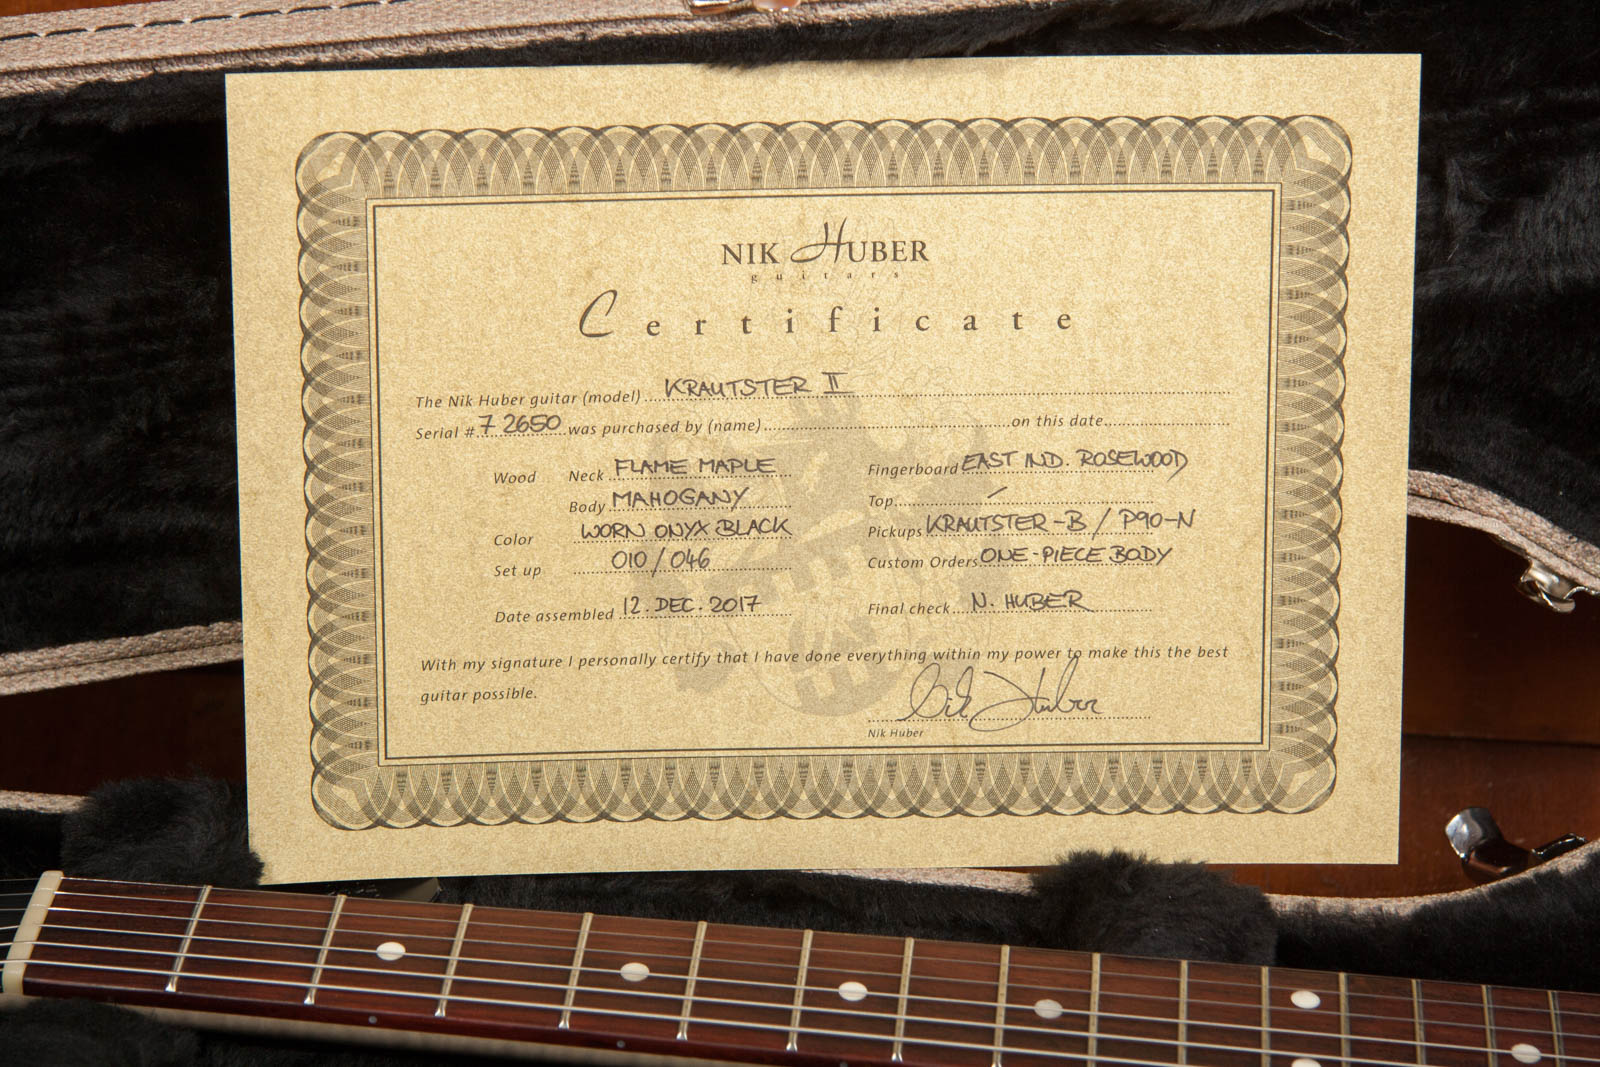 NIK HUBER
guitars
Certificate
The Nik Huber guitar (model) KRAUTSTER II
Serial # 7 2650 was purchased by (name) on this date
Wood Neck FLAME MAPLE Fingerboard EAST IND. ROSEWOOD
Body MAHOGANY Top /
Color WORN ONYX BLACK Pickups KRAUTSTER-B / P90-N
Set up 010/046 Custom Orders ONE-PIECE BODY
Date assembled 12. DEC. 2017 Final check N. HUBER
With my signature I personally certify that I have done everything within my power to make this the best
guitar possible.
Nik Huber
Nik Huber